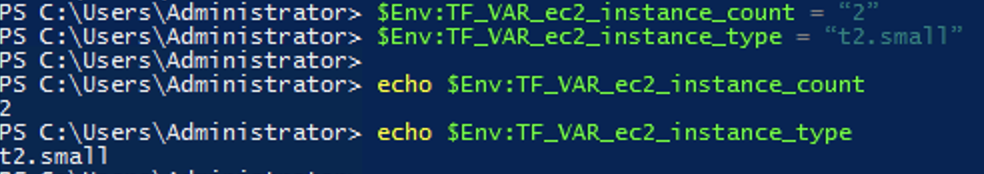 PS C:\Users\Administrator> $Env:TF_VAR_ec2_instance_count = “2”
PS C:\Users\Administrator> $Env:TF_VAR_ec2_instance_type = “t2.small”
PS C:\Users\Administrator>
PS C:\Users\Administrator> echo $Env:TF_VAR_ec2_instance_count
2
PS C:\Users\Administrator> echo $Env:TF_VAR_ec2_instance_type
t2.small